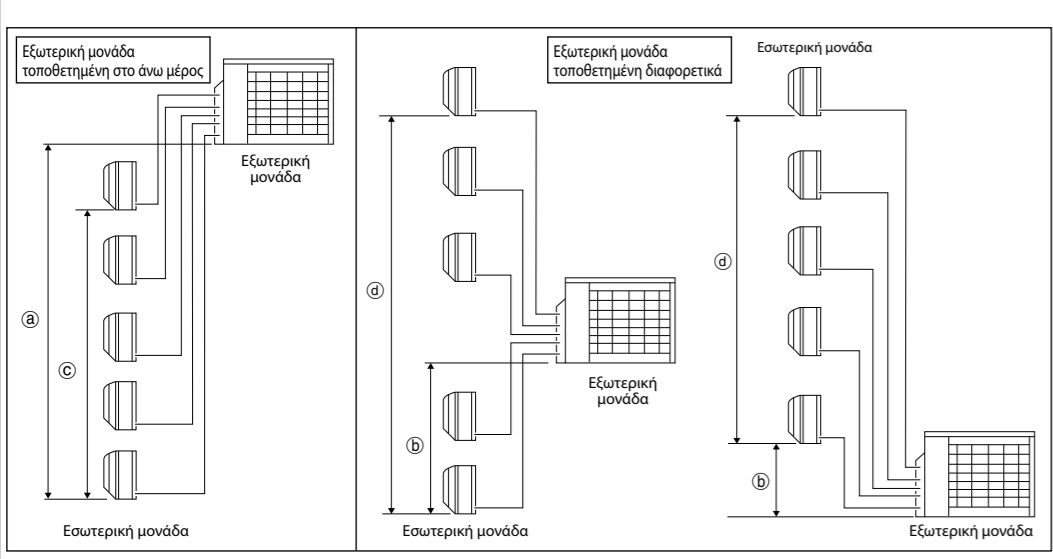 Εξωτερική μονάδα
τοποθετημένη στο άνω μέρος
Εξωτερική
μονάδα
ⓐ
ⓒ
Εσωτερική μονάδα
Εξωτερική μονάδα
τοποθετημένη διαφορετικά
Εσωτερική μονάδα
ⓓ
Εξωτερική
μονάδα
ⓑ
Εσωτερική μονάδα
ⓓ
ⓑ
Εξωτερική μονάδα